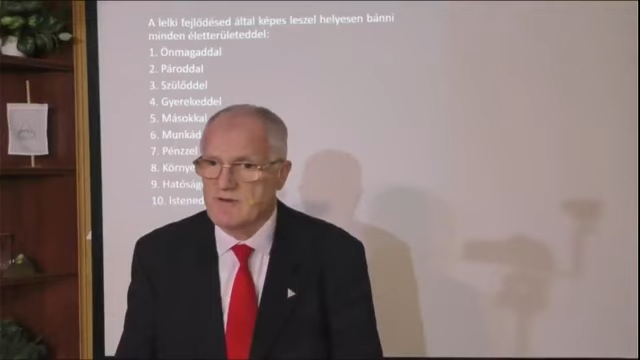 A lelki fejlődésed által képes leszel helyesen bánni
minden életterületeddel:
1. Önmagaddal
2. Pároddal
3. Szülőddel
4. Gyerekeddel
5. Másokkal
6.
7. Pénzzel
8.
9.
10.